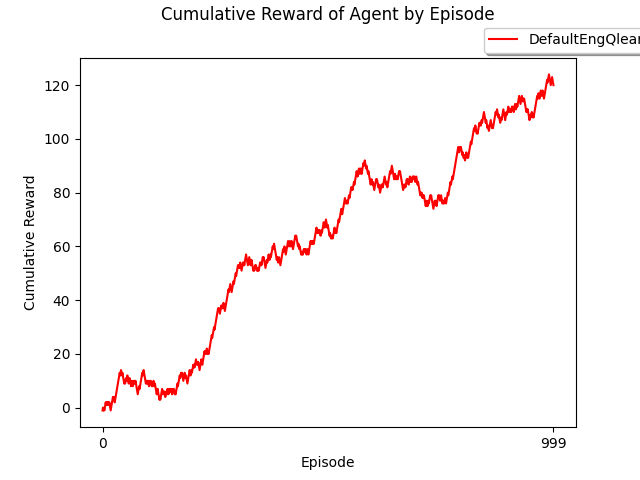 Cumulative Reward of Agent by Episode
DefaultEngQlear
120
100
80
60
40
20
0
Cumulative Reward
0
999
Episode